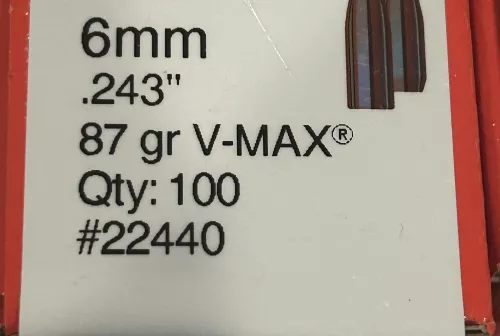 6mm
.243"
87 gr V-MAX®
Qty: 100
#22440